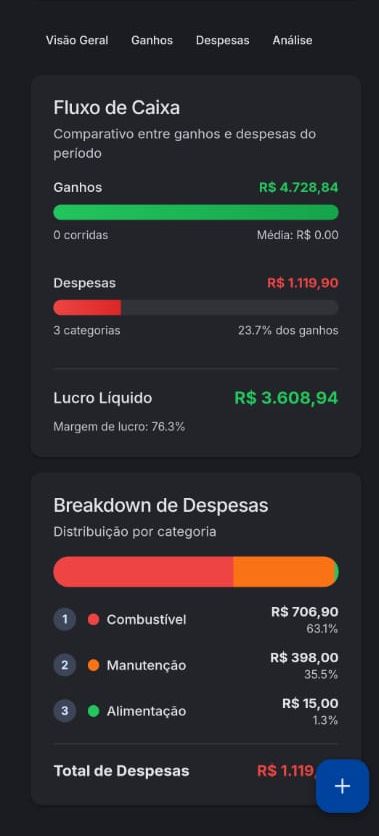 Visão Geral Ganhos Despesas Análise
Fluxo de Caixa
Comparativo entre ganhos e despesas do
período
Ganhos R$ 4.728,84
0 corridas Média: R$ 0.00
Despesas R$ 1.119,90
3 categorias 23.7% dos ganhos
Lucro Líquido R$ 3.608,94
Margem de lucro: 76.3%
Breakdown de Despesas
Distribuição por categoria
1 Combustível R$ 706,90
63.1%
2 Manutenção R$ 398,00
35.5%
3 Alimentação R$ 15,00
1.3%
Total de Despesas R$ 1.119,
+